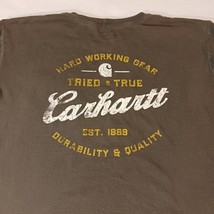 HARD WORKING GEAR
TRIED & TRUE
Carhartt
EST. 1889
DURABILITY & QUALITY